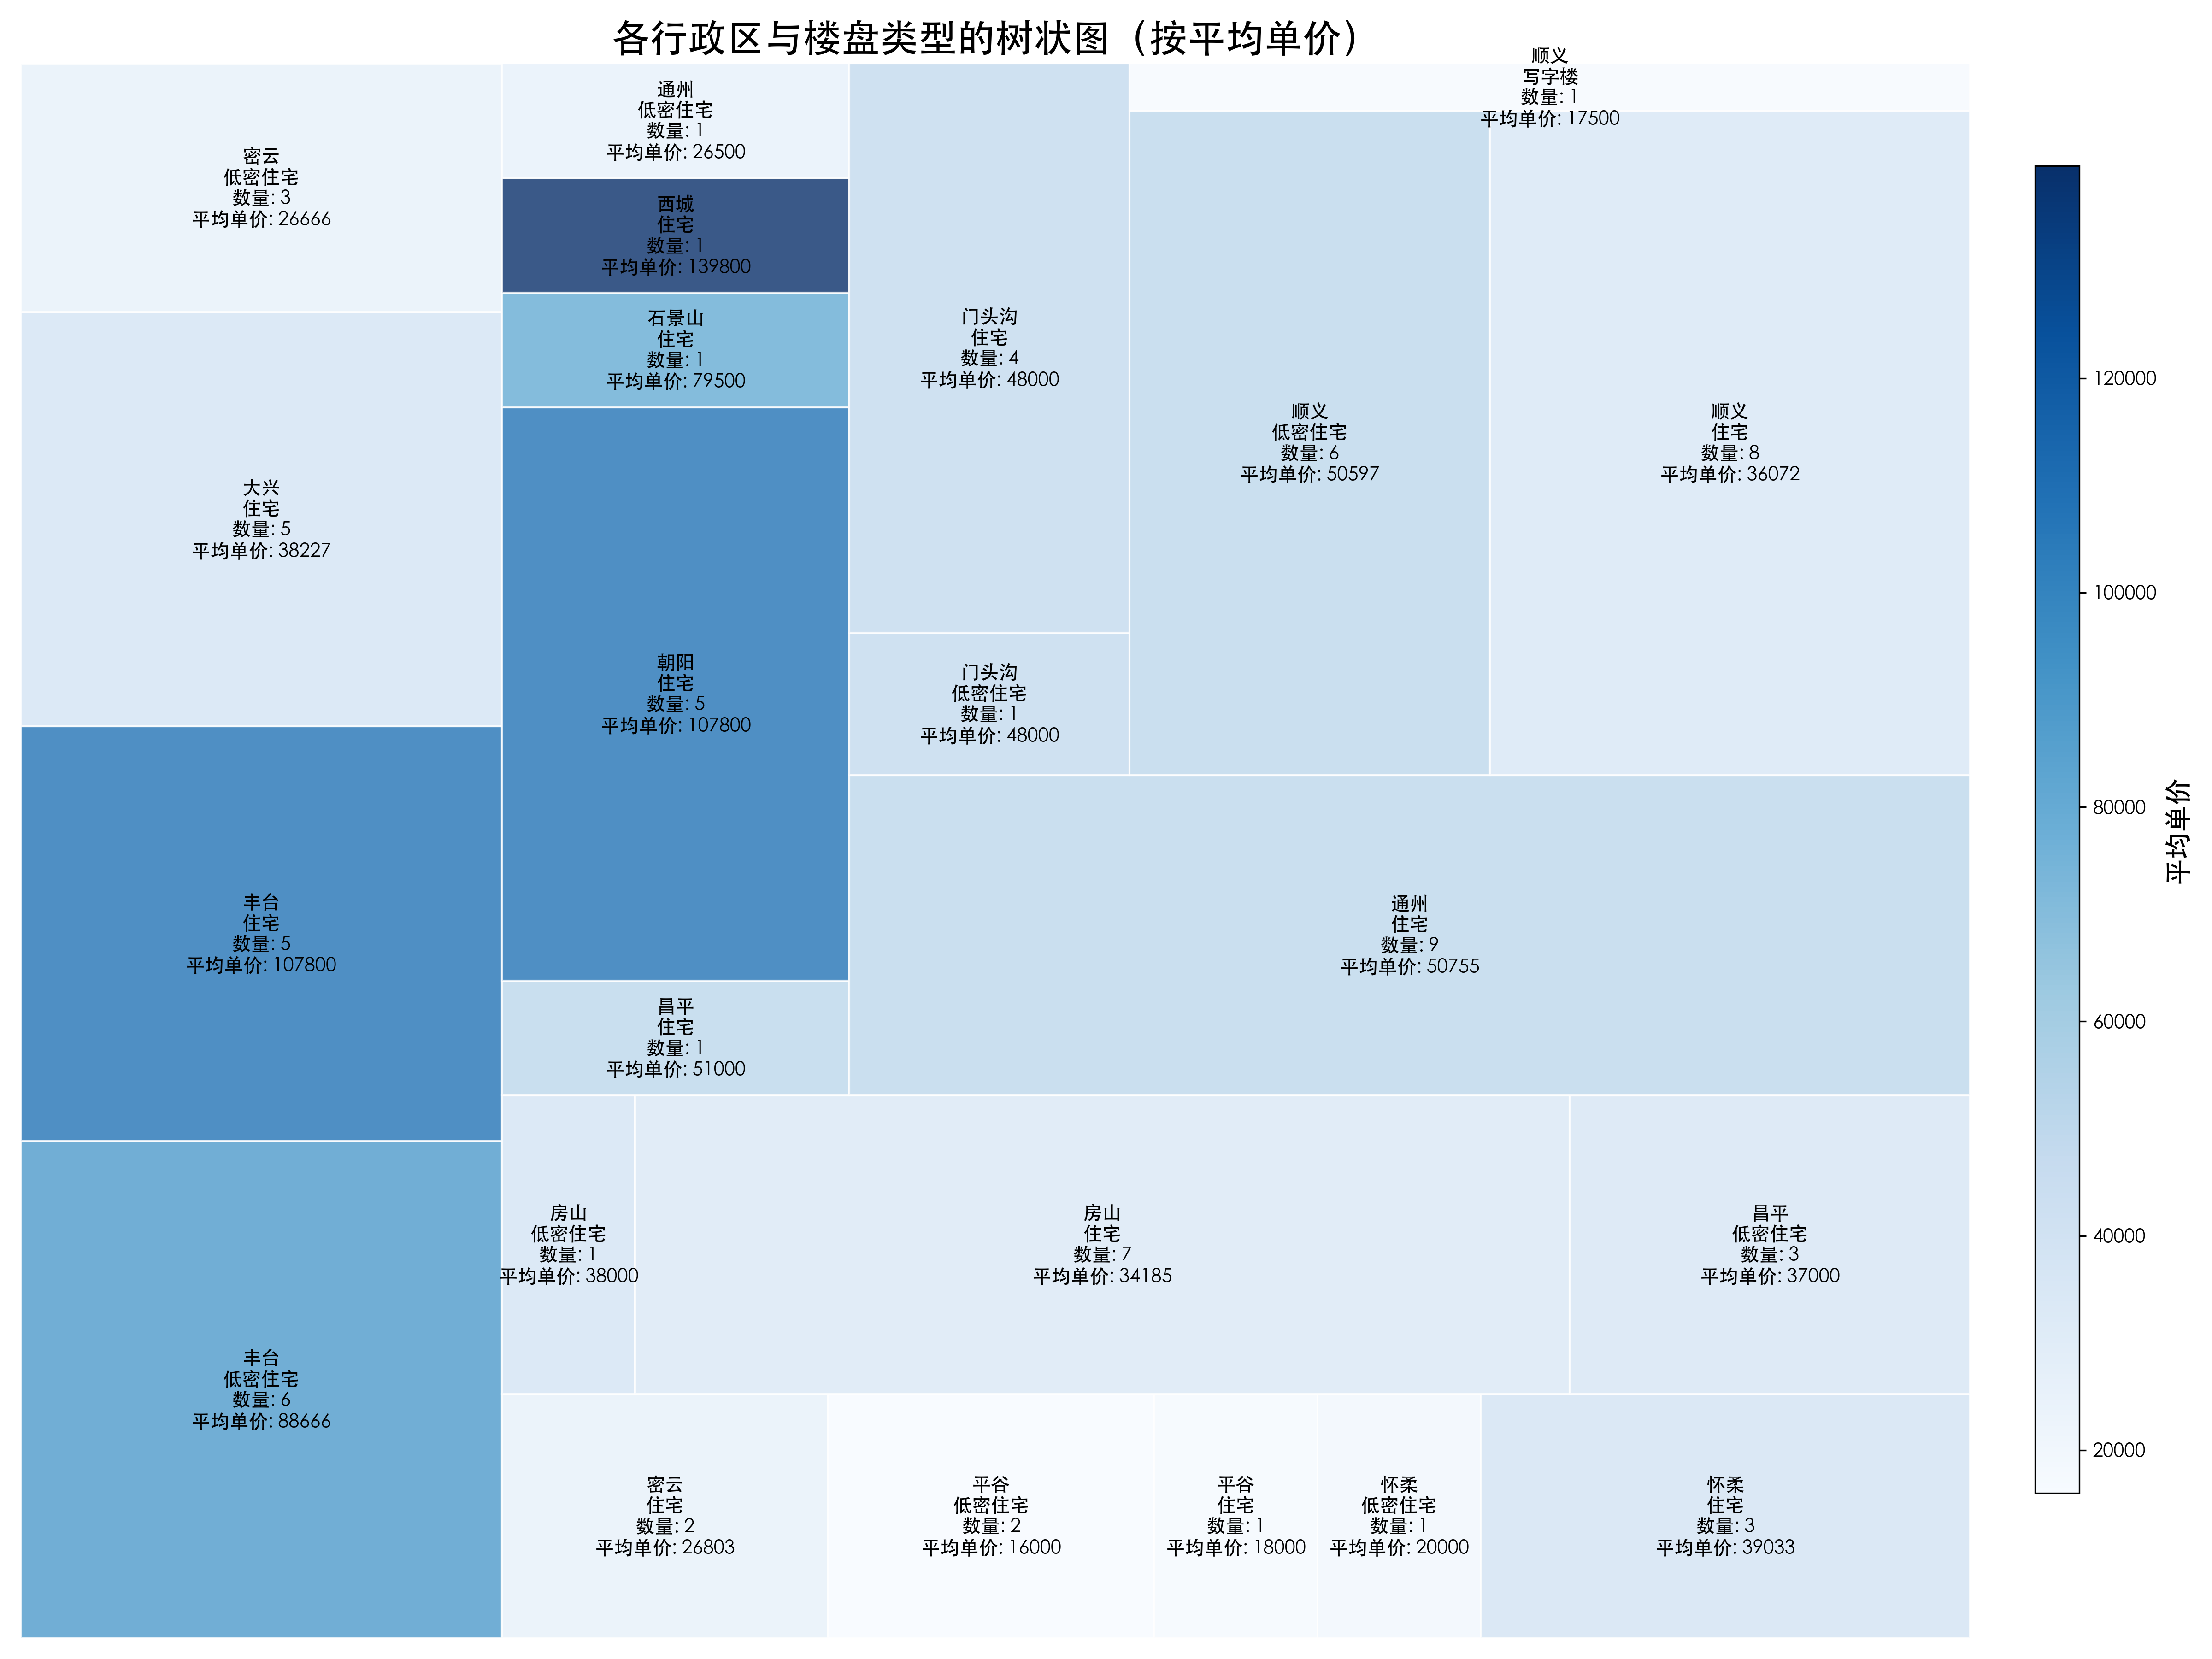 各行政区与楼盘类型的树状图（按平均单价）
密云
低密住宅
数量: 3
平均单价: 26666
大兴
住宅
数量: 5
平均单价: 38227
丰台
住宅
数量: 5
平均单价: 107800
丰台
低密住宅
数量: 6
平均单价: 88666
通州
低密住宅
数量: 1
平均单价: 26500
西城
住宅
数量: 1
平均单价: 139800
石景山
住宅
数量: 1
平均单价: 79500
朝阳
住宅
数量: 5
平均单价: 107800
昌平
住宅
数量: 1
平均单价: 51000
门头沟
住宅
数量: 4
平均单价: 48000
门头沟
低密住宅
数量: 1
平均单价: 48000
顺义
写字楼
数量: 1
平均单价: 17500
顺义
低密住宅
数量: 6
平均单价: 50597
顺义
住宅
数量: 8
平均单价: 36072
通州
住宅
数量: 9
平均单价: 50755
房山
低密住宅
数量: 1
平均单价: 38000
房山
住宅
数量: 7
平均单价: 34185
昌平
低密住宅
数量: 3
平均单价: 37000
密云
住宅
数量: 2
平均单价: 26803
平谷
低密住宅
数量: 2
平均单价: 16000
平谷
住宅
数量: 1
平均单价: 18000
怀柔
低密住宅
数量: 1
平均单价: 20000
怀柔
住宅
数量: 3
平均单价: 39033
120000
100000
80000
60000
40000
20000
平均单价